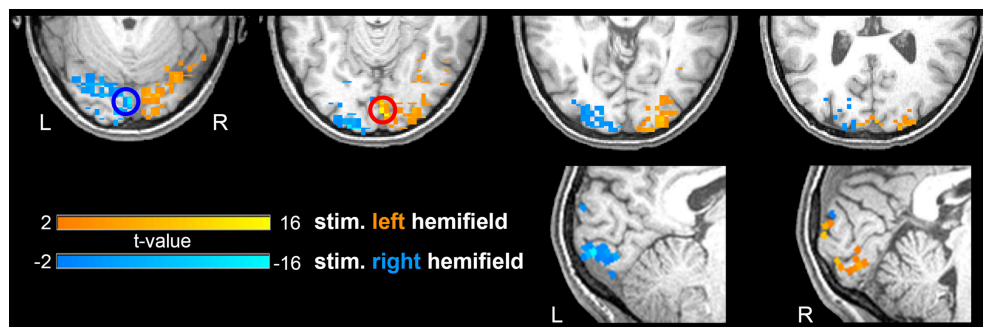 L
R
2
16
stim. left hemifield
t-value
-2
-16
stim. right hemifield
L
R